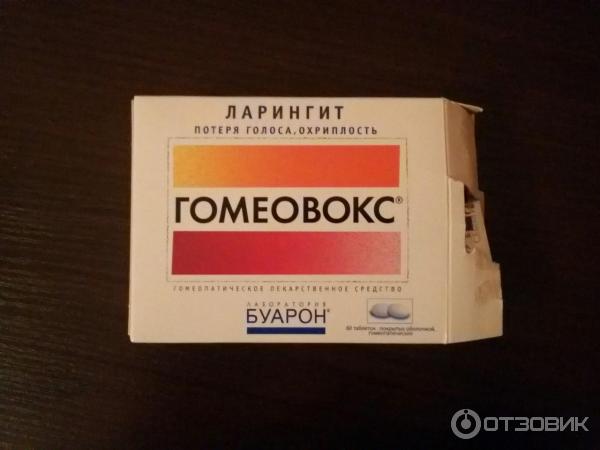 ЛАРИНГИТ
ПОТЕРЯ ГОЛОСА, ОХРИПЛОСТЬ
ГОМЕОВОКС®
ГОМЕОПАТИЧЕСКОЕ ЛЕКАРСТВЕННОЕ СРЕДСТВО
ЛАБОРАТОРИЯ
БУАРОН®
60 таблеток, покрытых оболочкой,
гомеопатических
ОТЗОВИК